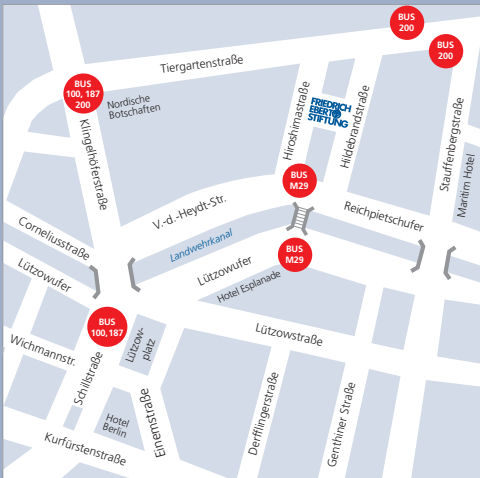 BUS
200
BUS
200
Tiergartenstraße
BUS
100, 187
200
Nordische
Botschaften
FRIEDRICH
EBERT
STIFTUNG
Hiroshimastraße
Hildebrandstraße
Stauffenbergstraße
Maritim Hotel
Klingelhöferstraße
BUS
M29
V.-d.-Heydt-Str.
Reichpietschufer
Corneliusstraße
Landwehrkanal
BUS
M29
Lützowufer
Lützowufer
Hotel Esplanade
BUS
100, 187
Lützow-
platz
Lützowstraße
Wichmannstr.
Schillstraße
Einemstraße
Derfflingerstraße
Genthiner Straße
Hotel
Berlin
Kurfürstenstraße